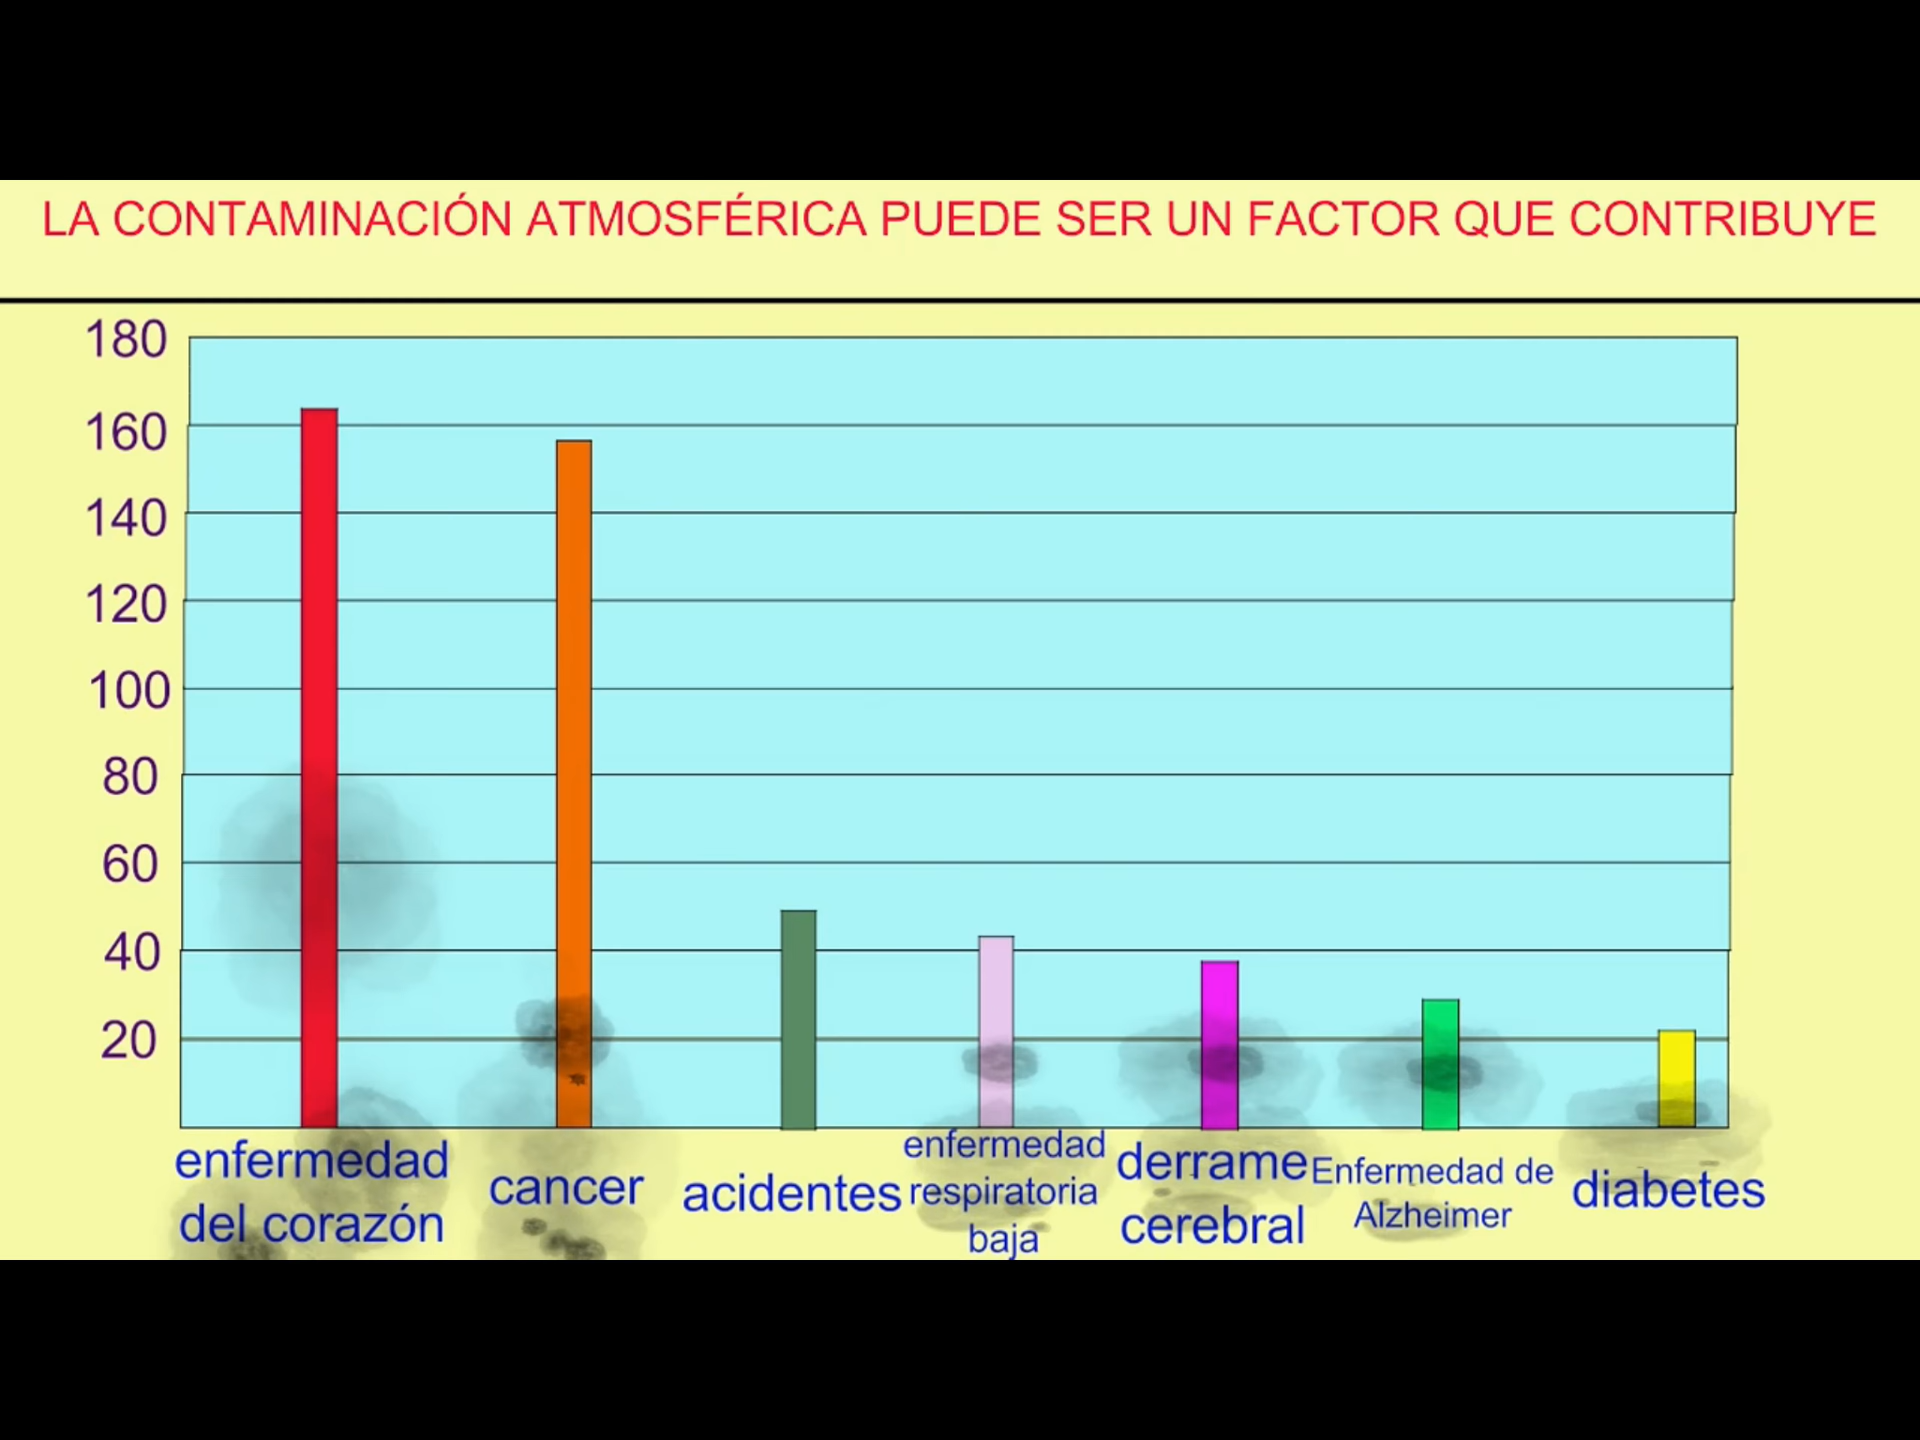 LA CONTAMINACIÓN ATMOSFÉRICA PUEDE SER UN FACTOR QUE CONTRIBUYE
180
160
140
120
100
80
60
40
20
enfermedad
del corazón
cancer
acidentes
enfermedad
respiratoria
baja
derrame
cerebral
Enfermedad de
Alzheimer
diabetes